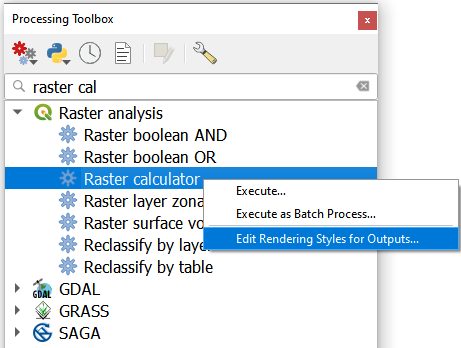 Processing Toolbox
raster cal
Raster analysis
Raster boolean AND
Raster boolean OR
Raster calculator
Execute...
Raster layer zona
Execute as Batch Process...
Raster surface vo
Edit Rendering Styles for Outputs...
Reclassify by laye
Reclassify by table
GDAL
GRASS
SAGA